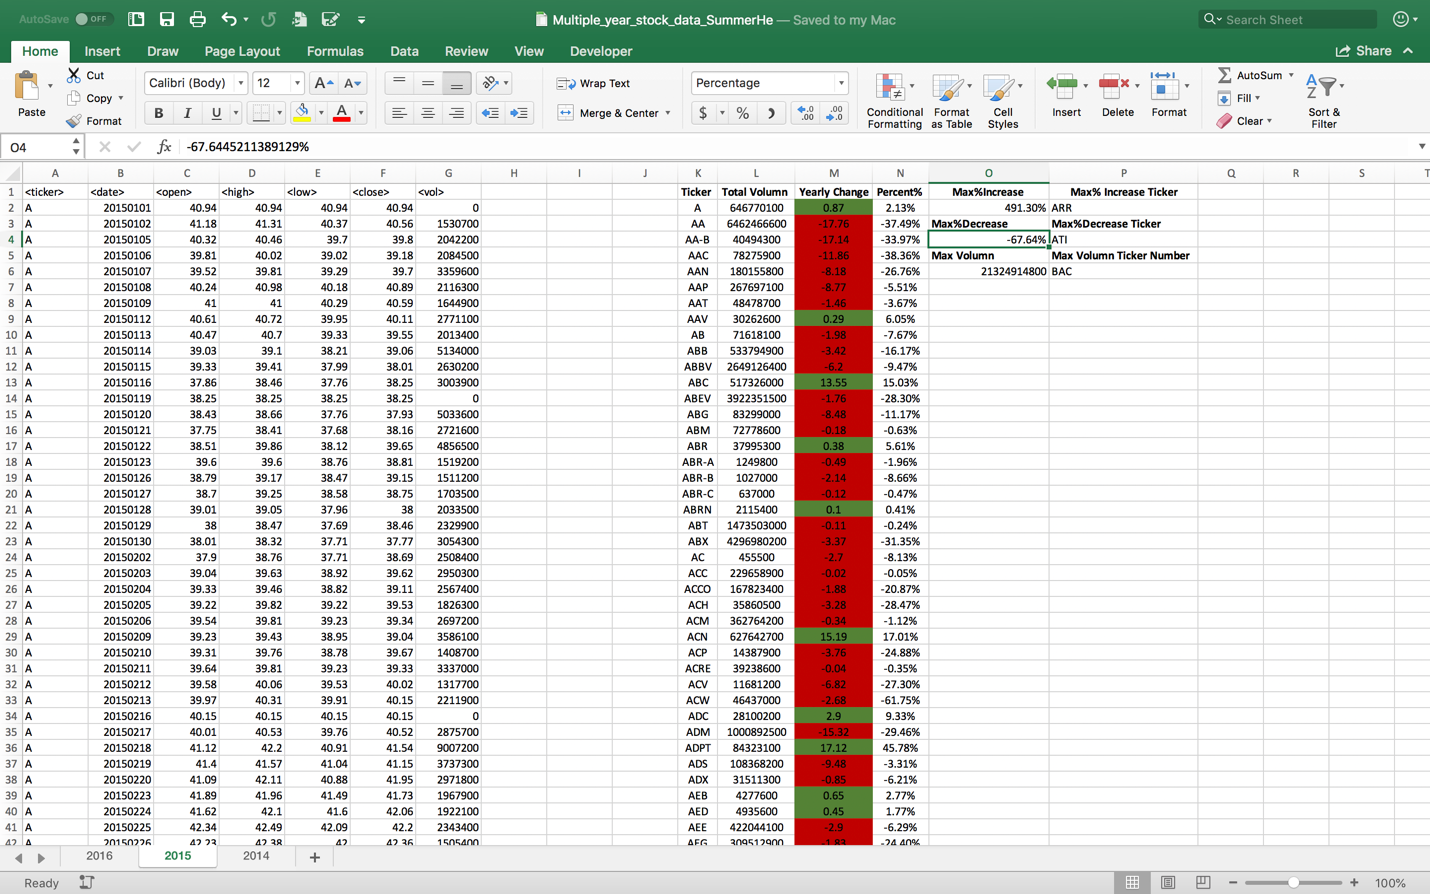 AutoSave OFF Multiple_year_stock_data_SummerHe — Saved to my Mac Search Sheet
Home Insert Draw Page Layout Formulas Data Review View Developer Share
Paste Cut Copy Format
Calibri (Body) 12 A A
B I U A
Wrap Text
Merge & Center
Percentage
$ % ) .0 .00 .00 .0
Conditional Formatting Format as Table Cell Styles Insert Delete Format
AutoSum Fill Clear Sort & Filter
O4 fx -67.6445211389129%
A B C D E F G H I J K L M N O P Q R S T
1 <ticker> <date> <open> <high> <low> <close> <vol> Ticker Total Volumn Yearly Change Percent% Max%Increase Max% Increase Ticker
2 A 20150101 40.94 40.94 40.94 40.94 0 A 646770100 0.87 2.13% 491.30% ARR
3 A 20150102 41.18 41.31 40.37 40.56 1530700 AA 6462466600 -17.76 -37.49% Max%Decrease Max%Decrease Ticker
4 A 20150105 40.32 40.46 39.7 39.8 2042200 AA-B 40494300 -17.14 -33.97% -67.64% ATI
5 A 20150106 39.81 40.02 39.02 39.18 2084500 AAC 78275900 -11.86 -38.36% Max Volumn Max Volumn Ticker Number
6 A 20150107 39.52 39.81 39.29 39.7 3359600 AAN 180155800 -8.18 -26.76% 21324914800 BAC
7 A 20150108 40.24 40.98 40.18 40.89 2116300 AAP 267697100 -8.77 -5.51%
8 A 20150109 41 41 40.29 40.59 1644900 AAT 48478700 -1.46 -3.67%
9 A 20150112 40.61 40.72 39.95 40.11 2771100 AAV 30262600 0.29 6.05%
10 A 20150113 40.47 40.7 39.33 39.55 2013400 AB 71618100 -1.98 -7.67%
11 A 20150114 39.03 39.1 38.21 39.06 5134000 ABB 533794900 -3.42 -16.17%
12 A 20150115 39.33 39.41 37.99 38.01 2630200 ABBV 2649126400 -6.2 -9.47%
13 A 20150116 37.86 38.46 37.76 38.25 3003900 ABC 517326000 13.55 15.03%
14 A 20150119 38.25 38.25 38.25 38.25 0 ABEV 3922351500 -1.76 -28.30%
15 A 20150120 38.43 38.66 37.76 37.93 5033600 ABG 83299000 -8.48 -11.17%
16 A 20150121 37.75 38.41 37.68 38.16 2721600 ABM 72778600 -0.18 -0.63%
17 A 20150122 38.51 39.86 38.12 39.65 4856500 ABR 37995300 0.38 5.61%
18 A 20150123 39.6 39.6 38.76 38.81 1519200 ABR-A 1249800 -0.49 -1.96%
19 A 20150126 38.79 39.17 38.47 39.15 1511200 ABR-B 1027000 -2.14 -8.66%
20 A 20150127 38.7 39.25 38.58 38.75 1703500 ABR-C 637000 -0.12 -0.47%
21 A 20150128 39.01 39.05 37.96 38 2033500 ABRN 2115400 0.1 0.41%
22 A 20150129 38 38.47 37.69 38.46 2329900 ABT 1473503000 -0.11 -0.24%
23 A 20150130 38.01 38.32 37.71 37.77 3054300 ABX 4296980200 -3.37 -31.35%
24 A 20150202 37.9 38.76 37.71 38.69 2508400 AC 455500 -2.7 -8.13%
25 A 20150203 39.04 39.63 38.92 39.62 2950300 ACC 229658900 -0.02 -0.05%
26 A 20150204 39.33 39.46 38.82 39.11 2567400 ACCO 167823400 -1.88 -20.87%
27 A 20150205 39.22 39.82 39.22 39.53 1826300 ACH 35860500 -3.28 -28.47%
28 A 20150206 39.54 39.81 39.23 39.34 2697200 ACM 362764200 -0.34 -1.12%
29 A 20150209 39.23 39.43 38.95 39.04 3586100 ACN 627642700 15.19 17.01%
30 A 20150210 39.31 39.76 38.78 39.67 1408700 ACP 14387900 -3.76 -24.88%
31 A 20150211 39.64 39.81 39.23 39.33 3337000 ACRE 39238600 -0.04 -0.35%
32 A 20150212 39.58 40.06 39.53 40.02 1317700 ACV 11681200 -6.82 -27.30%
33 A 20150213 39.97 40.31 39.91 40.15 2211900 ACW 46437000 -2.68 -61.75%
34 A 20150216 40.15 40.15 40.15 40.15 0 ADC 28100200 2.9 9.33%
35 A 20150217 40.01 40.53 39.76 40.52 2875700 ADM 1000892500 -15.32 -29.46%
36 A 20150218 41.12 42.2 40.91 41.54 9007200 ADPT 84323100 17.12 45.78%
37 A 20150219 41.4 41.57 41.04 41.15 3737300 ADS 108368200 -9.48 -3.31%
38 A 20150220 41.09 42.11 40.88 41.95 2971800 ADX 31511300 -0.85 -6.21%
39 A 20150223 41.89 41.96 41.49 41.73 1967900 AEB 4277600 0.65 2.77%
40 A 20150224 41.62 42.1 41.6 42.06 1922100 AED 4935600 0.45 1.77%
41 A 20150225 42.34 42.49 42.09 42.2 2343400 AEE 422044100 -2.9 -6.29%
42 A 20150226 42.23 42.38 42 42.36 1505400 AEG 309512900 -1.83 -24.40%
2016 2015 2014 +
Ready 100%